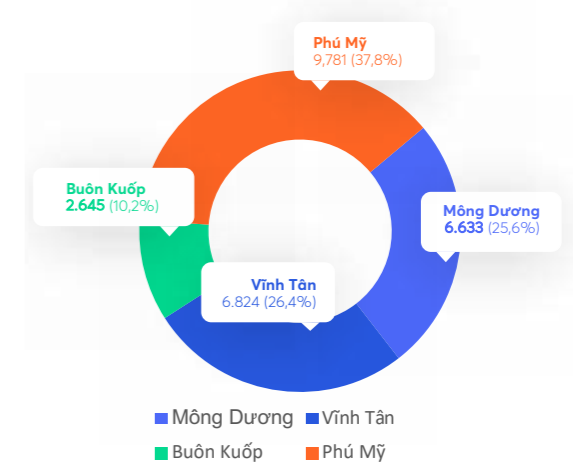 Phú Mỹ
9,781 (37,8%)
Buôn Kuốp
2.645 (10,2%)
Mông Dương
6.633 (25,6%)
Vĩnh Tân
6.824 (26,4%)
Mông Dương Vĩnh Tân
Buôn Kuốp Phú Mỹ